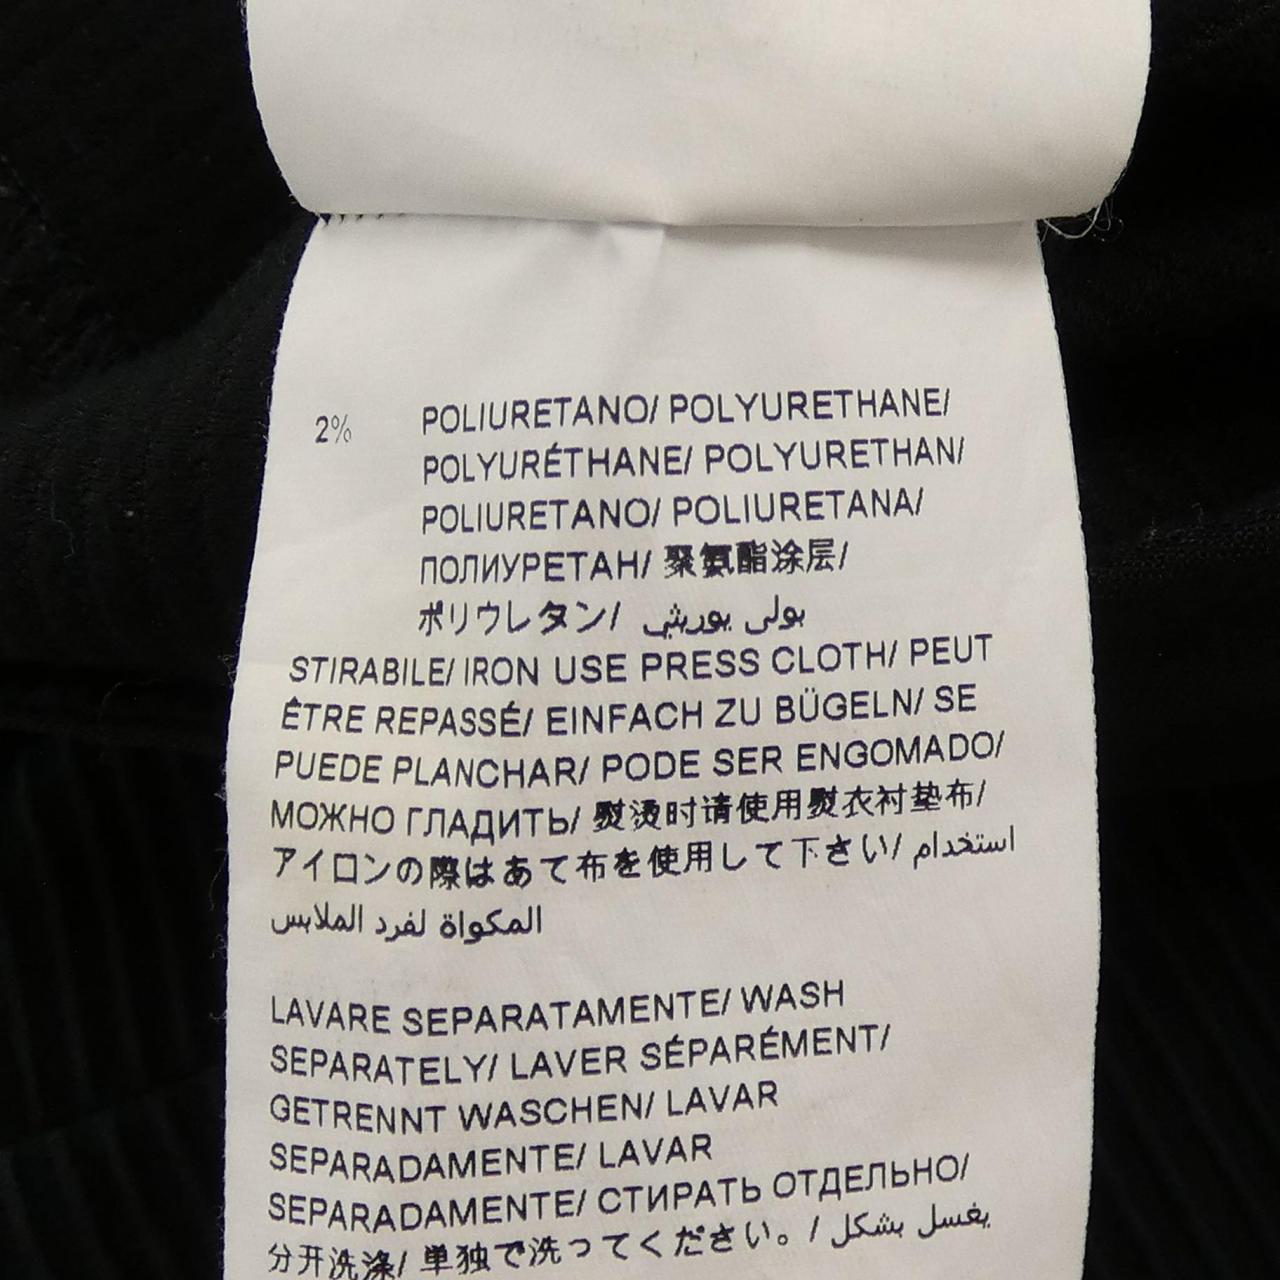 2% POLIURETANO/ POLYURETHANE/
POLYURÉTHANE/ POLYURETHAN/
POLIURETANO/ POLIURETANA/
ПОЛИУРЕТАН/ 聚氨酯涂层/
ポリウレタン/ بولي يوريثي
STIRABILE/ IRON USE PRESS CLOTH/ PEUT
ÊTRE REPASSÉ/ EINFACH ZU BÜGELN/ SE
PUEDE PLANCHAR/ PODE SER ENGOMADO/
МОЖНО ГЛАДИТЬ/ 熨烫时请使用熨衣衬垫布/
アイロンの際はあて布を使用して下さい/ استخدام
المكواة لفرد الملابس
LAVARE SEPARATAMENTE/ WASH
SEPARATELY/ LAVER SÉPARÉMENT/
GETRENNT WASCHEN/ LAVAR
SEPARADAMENTE/ LAVAR
SEPARADAMENTE/ СТИРАТЬ ОТДЕЛЬНО/
分开洗涤/ 単独で洗ってください。/ يغسل بشكل